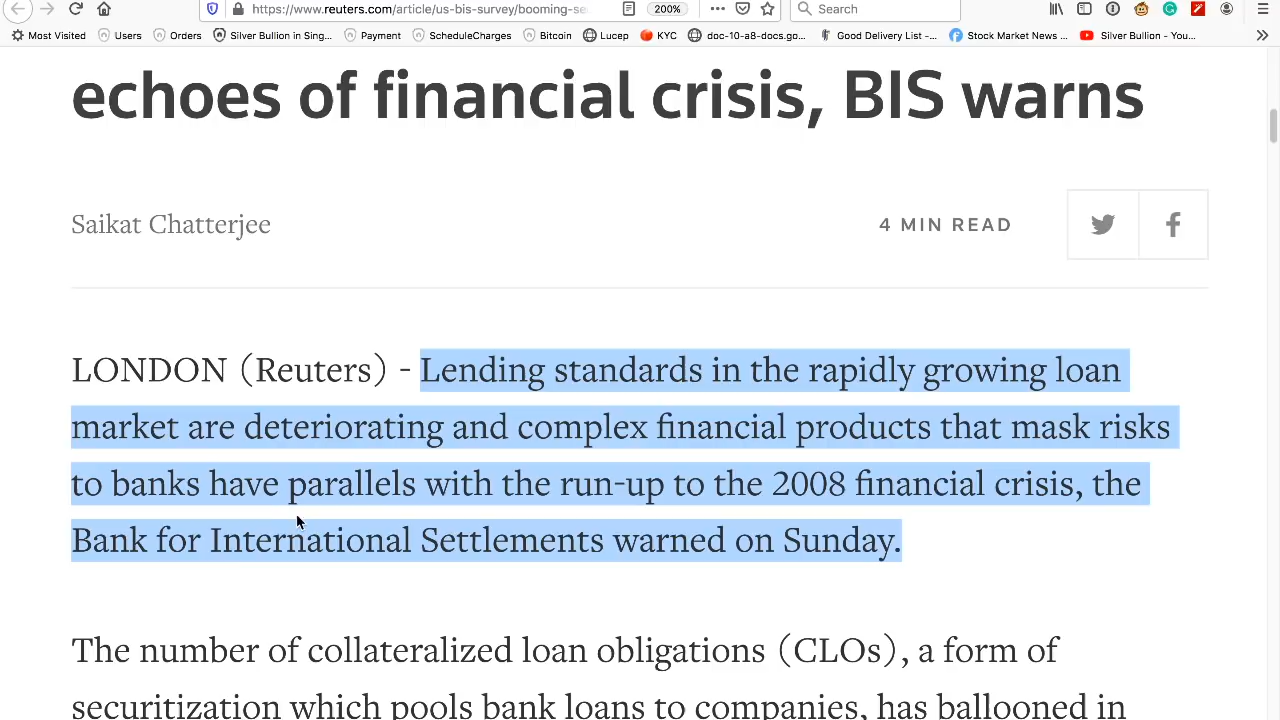 https://www.reuters.com/article/us-bis-survey/booming-se
200%
Search
Most Visited
Users
Orders
Silver Bullion in Sing...
Payment
ScheduleCharges
Bitcoin
Lucep
KYC
doc-10-a8-docs.go...
Good Delivery List -...
Stock Market News ...
Silver Bullion - You...
echoes of financial crisis, BIS warns
Saikat Chatterjee
4 MIN READ
LONDON (Reuters) - Lending standards in the rapidly growing loan
market are deteriorating and complex financial products that mask risks
to banks have parallels with the run-up to the 2008 financial crisis, the
Bank for International Settlements warned on Sunday.
The number of collateralized loan obligations (CLOs), a form of
securitization which pools bank loans to companies, has ballooned in